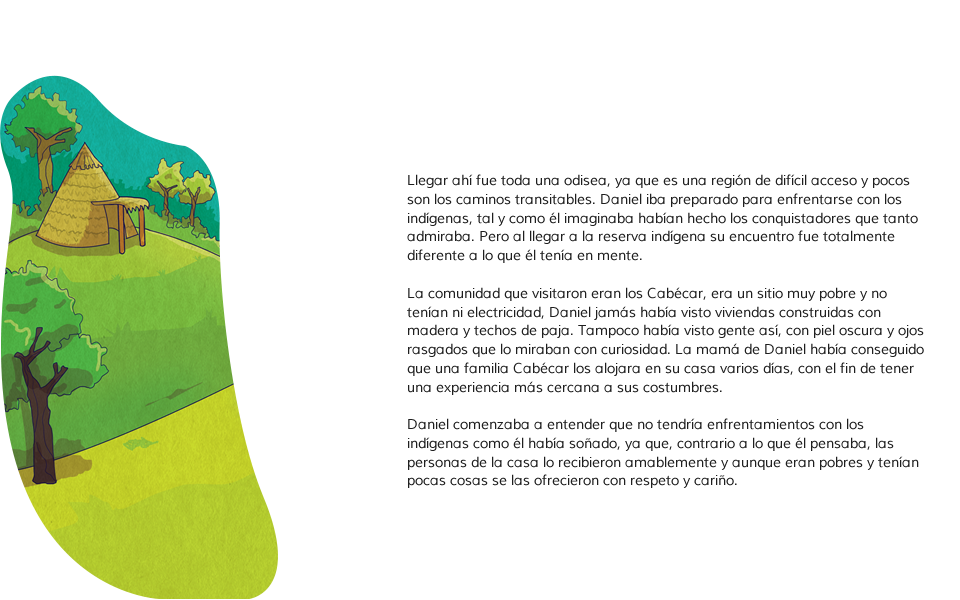 Llegar ahí fue toda una odisea, ya que es una región de difícil acceso y pocos
son los caminos transitables. Daniel iba preparado para enfrentarse con los
indígenas, tal y como él imaginaba habían hecho los conquistadores que tanto
admiraba. Pero al llegar a la reserva indígena su encuentro fue totalmente
diferente a lo que él tenía en mente.
La comunidad que visitaron eran los Cabécar, era un sitio muy pobre y no
tenían ni electricidad, Daniel jamás había visto viviendas construidas con
madera y techos de paja. Tampoco había visto gente así, con piel oscura y ojos
rasgados que lo miraban con curiosidad. La mamá de Daniel había conseguido
que una familia Cabécar los alojara en su casa varios días, con el fin de tener
una experiencia más cercana a sus costumbres.
Daniel comenzaba a entender que no tendría enfrentamientos con los
indígenas como él había soñado, ya que, contrario a lo que él pensaba, las
personas de la casa lo recibieron amablemente y aunque eran pobres y tenían
pocas cosas se las ofrecieron con respeto y cariño.